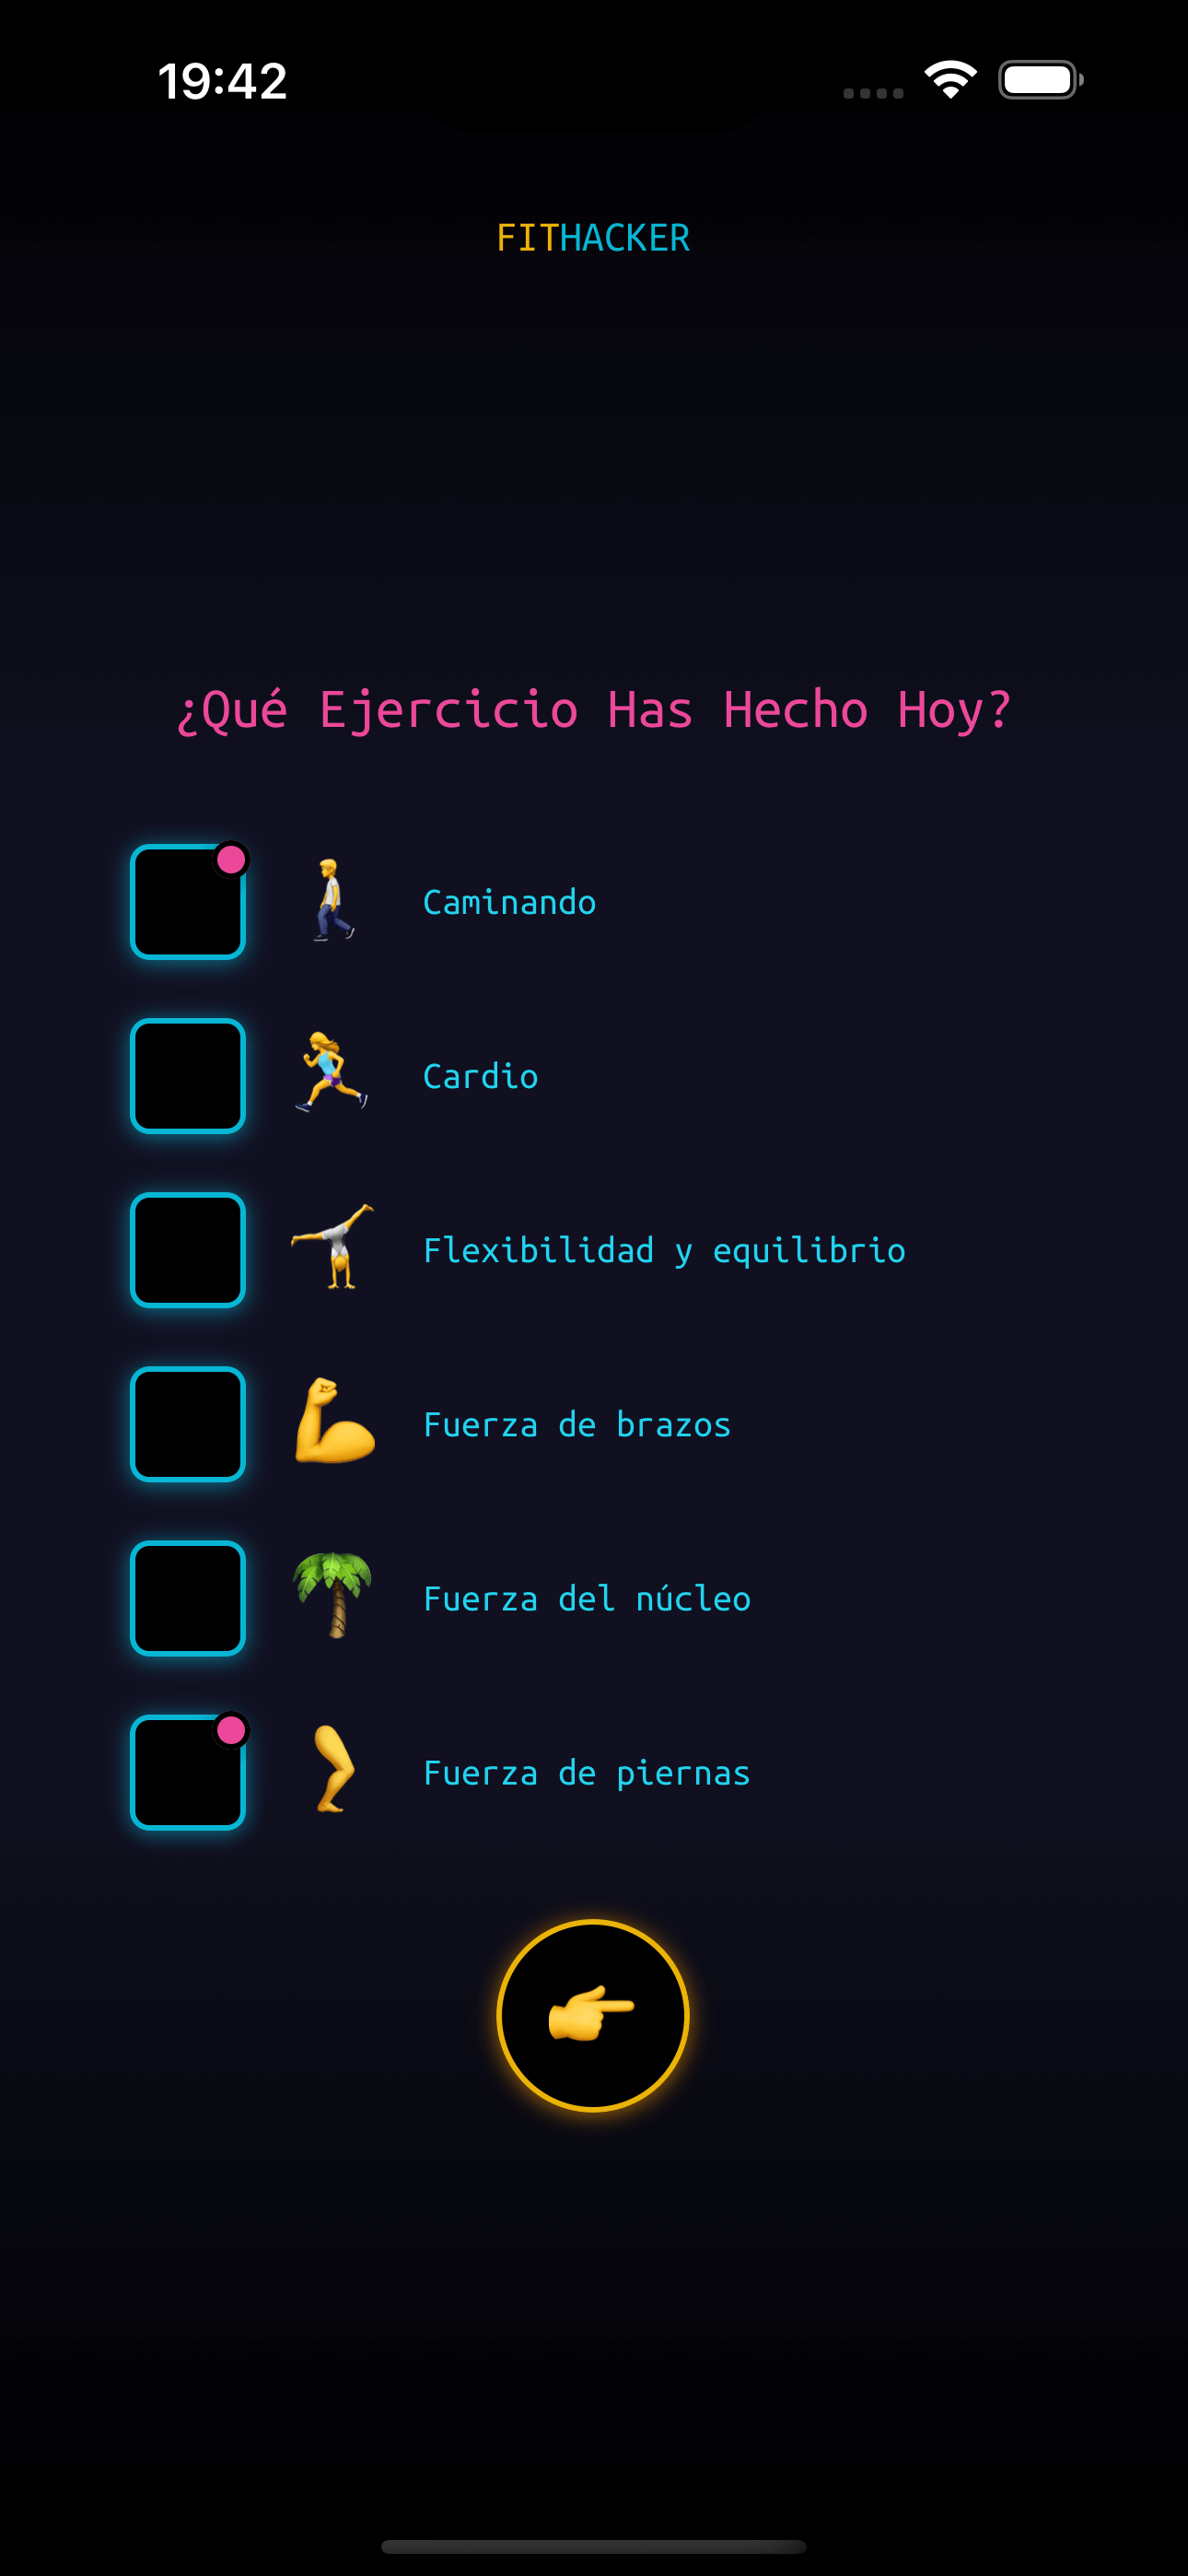 19:42
FITHACKER
¿Qué Ejercicio Has Hecho Hoy?
Caminando
Cardio
Flexibilidad y equilibrio
Fuerza de brazos
Fuerza del núcleo
Fuerza de piernas